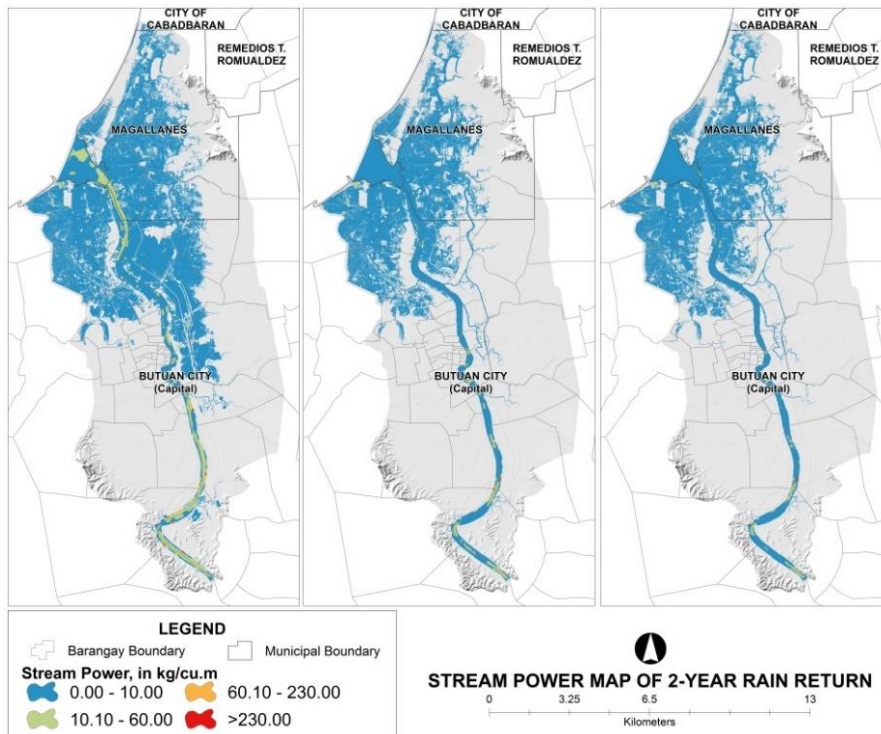 CITY OF
CABADBARAN
REMEDIOS T.
ROMUALDEZ
MAGALLANES
BUTUAN CITY
(Capital)
CITY OF
CABADBARAN
REMEDIOS T.
ROMUALDEZ
MAGALLANES
BUTUAN CITY
(Capital)
CITY OF
CABADBARAN
REMEDIOS T.
ROMUALDEZ
MAGALLANES
BUTUAN CITY
(Capital)
LEGEND
Barangay Boundary
Municipal Boundary
Stream Power, in kg/cu.m
0.00 - 10.00
60.10 - 230.00
10.10 - 60.00
>230.00
STREAM POWER MAP OF 2-YEAR RAIN RETURN
0 3.25 6.5 13
Kilometers